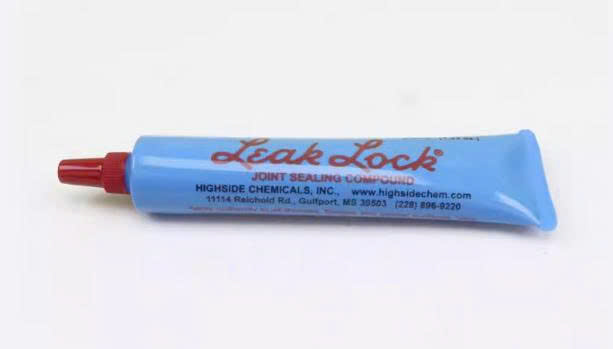 Leak Lock®
JOINT SEALING COMPOUND
HIGHSIDE CHEMICALS, INC., www.highsidechem.com
11114 Reichold Rd., Gulfport, MS 39503 (228) 896-9220